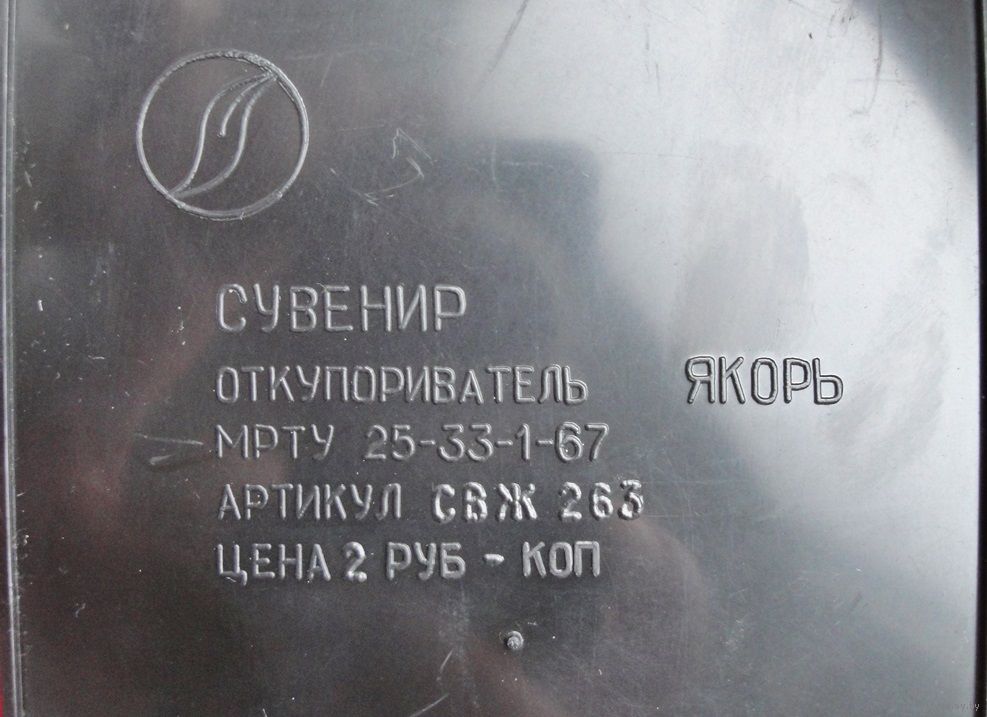 СУВЕНИР
ОТКУПОРИВАТЕЛЬ ЯКОРЬ
МРТУ 25-33-1-67
АРТИКУЛ СВЖ 263
ЦЕНА 2 РУБ - КОП